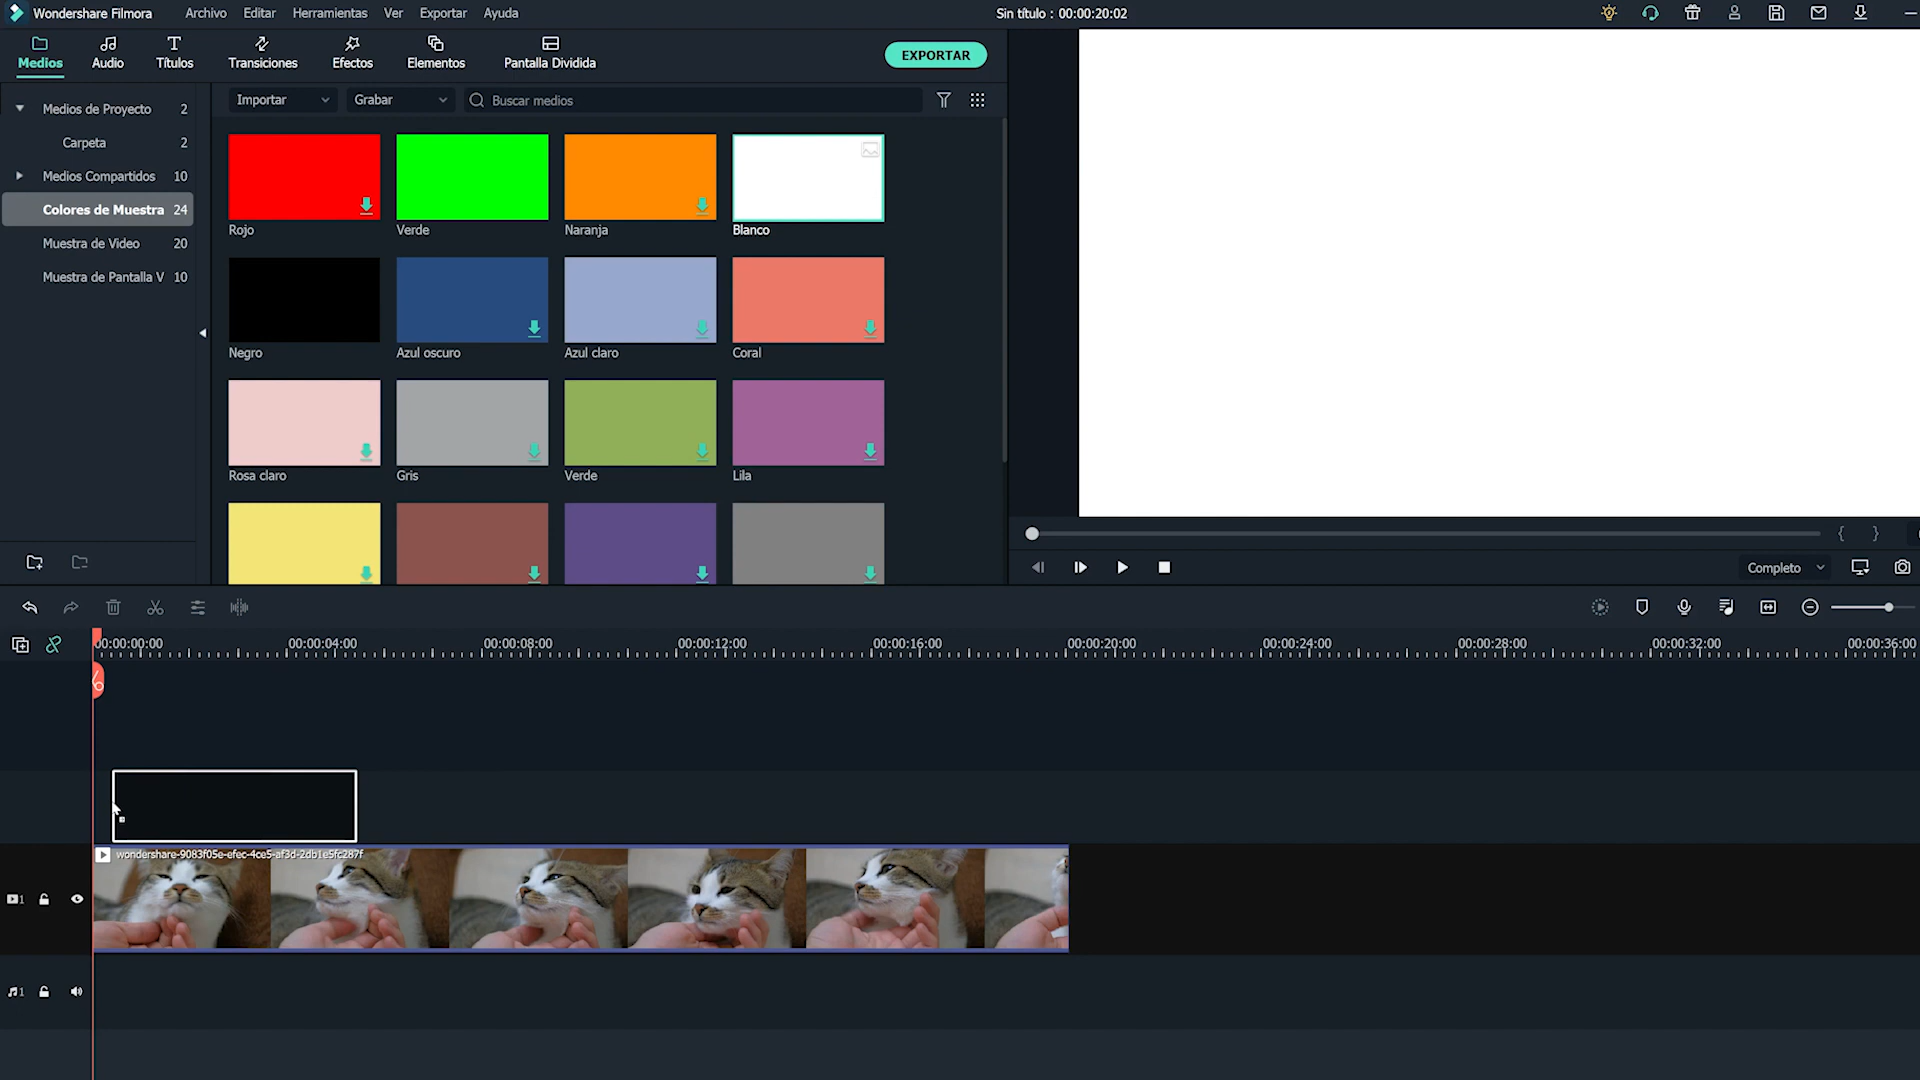 Wondershare Filmora Archivo Editar Herramientas Ver Exportar Ayuda Sin título : 00:00:20:02
Medios Audio Títulos Transiciones Efectos Elementos Pantalla Dividida EXPORTAR
Importar Grabar Buscar medios
Medios de Proyecto 2
Carpeta 2
Medios Compartidos 10
Colores de Muestra 24
Muestra de Video 20
Muestra de Pantalla V 10
Rojo Verde Naranja Blanco
Negro Azul oscuro Azul claro Coral
Rosa claro Gris Verde Lila
{ }
Completo
00:00:00:00 00:00:04:00 00:00:08:00 00:00:12:00 00:00:16:00 00:00:20:00 00:00:24:00 00:00:28:00 00:00:32:00 00:00:36:00
wondershare-9083f05e-efec-4ce5-af3d-2db1e5fc287f
1
1